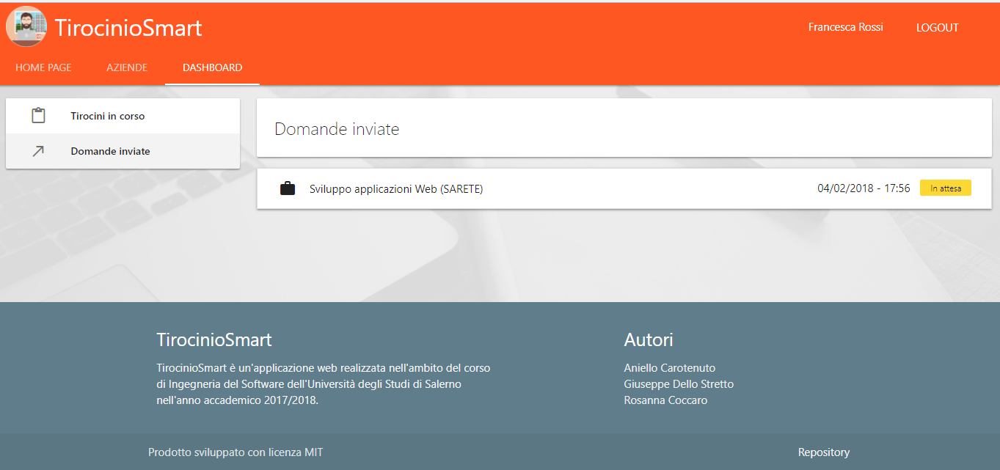 TirocinioSmart
Francesca Rossi
LOGOUT
HOME PAGE
AZIENDE
DASHBOARD
Tirocini in corso
Domande inviate
Domande inviate
Sviluppo applicazioni Web (SARETE)
04/02/2018 - 17:56
In attesa
TirocinioSmart
TirocinioSmart è un'applicazione web realizzata nell'ambito del corso
di Ingegneria del Software dell'Università degli Studi di Salerno
nell'anno accademico 2017/2018.
Autori
Aniello Carotenuto
Giuseppe Dello Stretto
Rosanna Coccaro
Prodotto sviluppato con licenza MIT
Repository